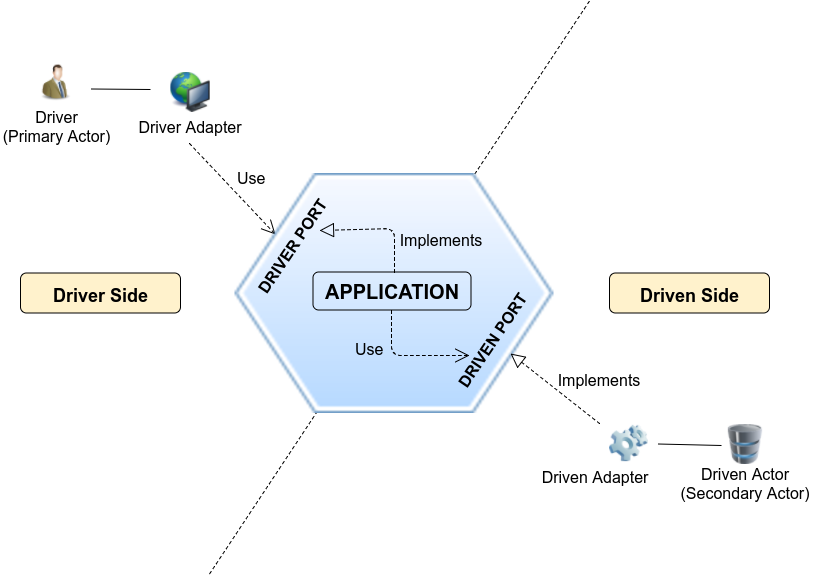 Driver
(Primary Actor)
Driver Adapter
Use
DRIVER PORT
Implements
Driver Side
APPLICATION
Driven Side
Use
DRIVEN PORT
Implements
Driven Adapter
Driven Actor
(Secondary Actor)